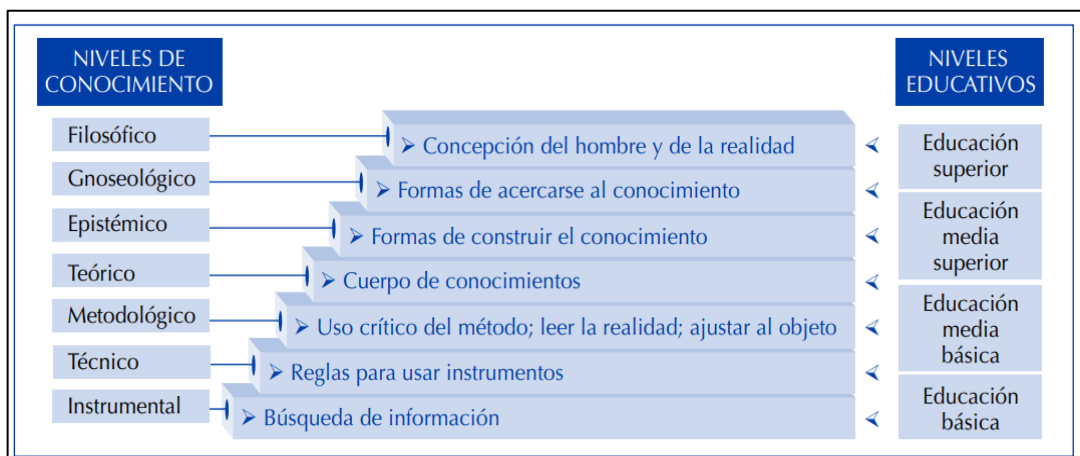 NIVELES DE
CONOCIMIENTO
NIVELES
EDUCATIVOS
Filosófico
Concepción del hombre y de la realidad
Educación
superior
Gnoseológico
Formas de acercarse al conocimiento
Epistémico
Formas de construir el conocimiento
Educación
media
superior
Teórico
Cuerpo de conocimientos
Metodológico
Uso crítico del método; leer la realidad; ajustar al objeto
Educación
media
básica
Técnico
Reglas para usar instrumentos
Instrumental
Búsqueda de información
Educación
básica